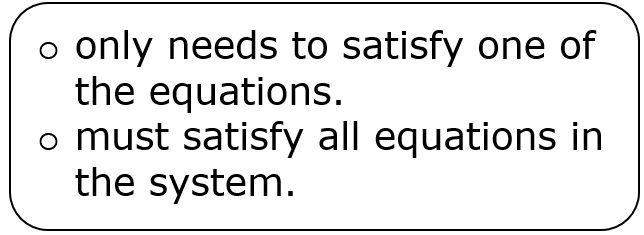 ○ only needs to satisfy one of
the equations.
○ must satisfy all equations in
the system.